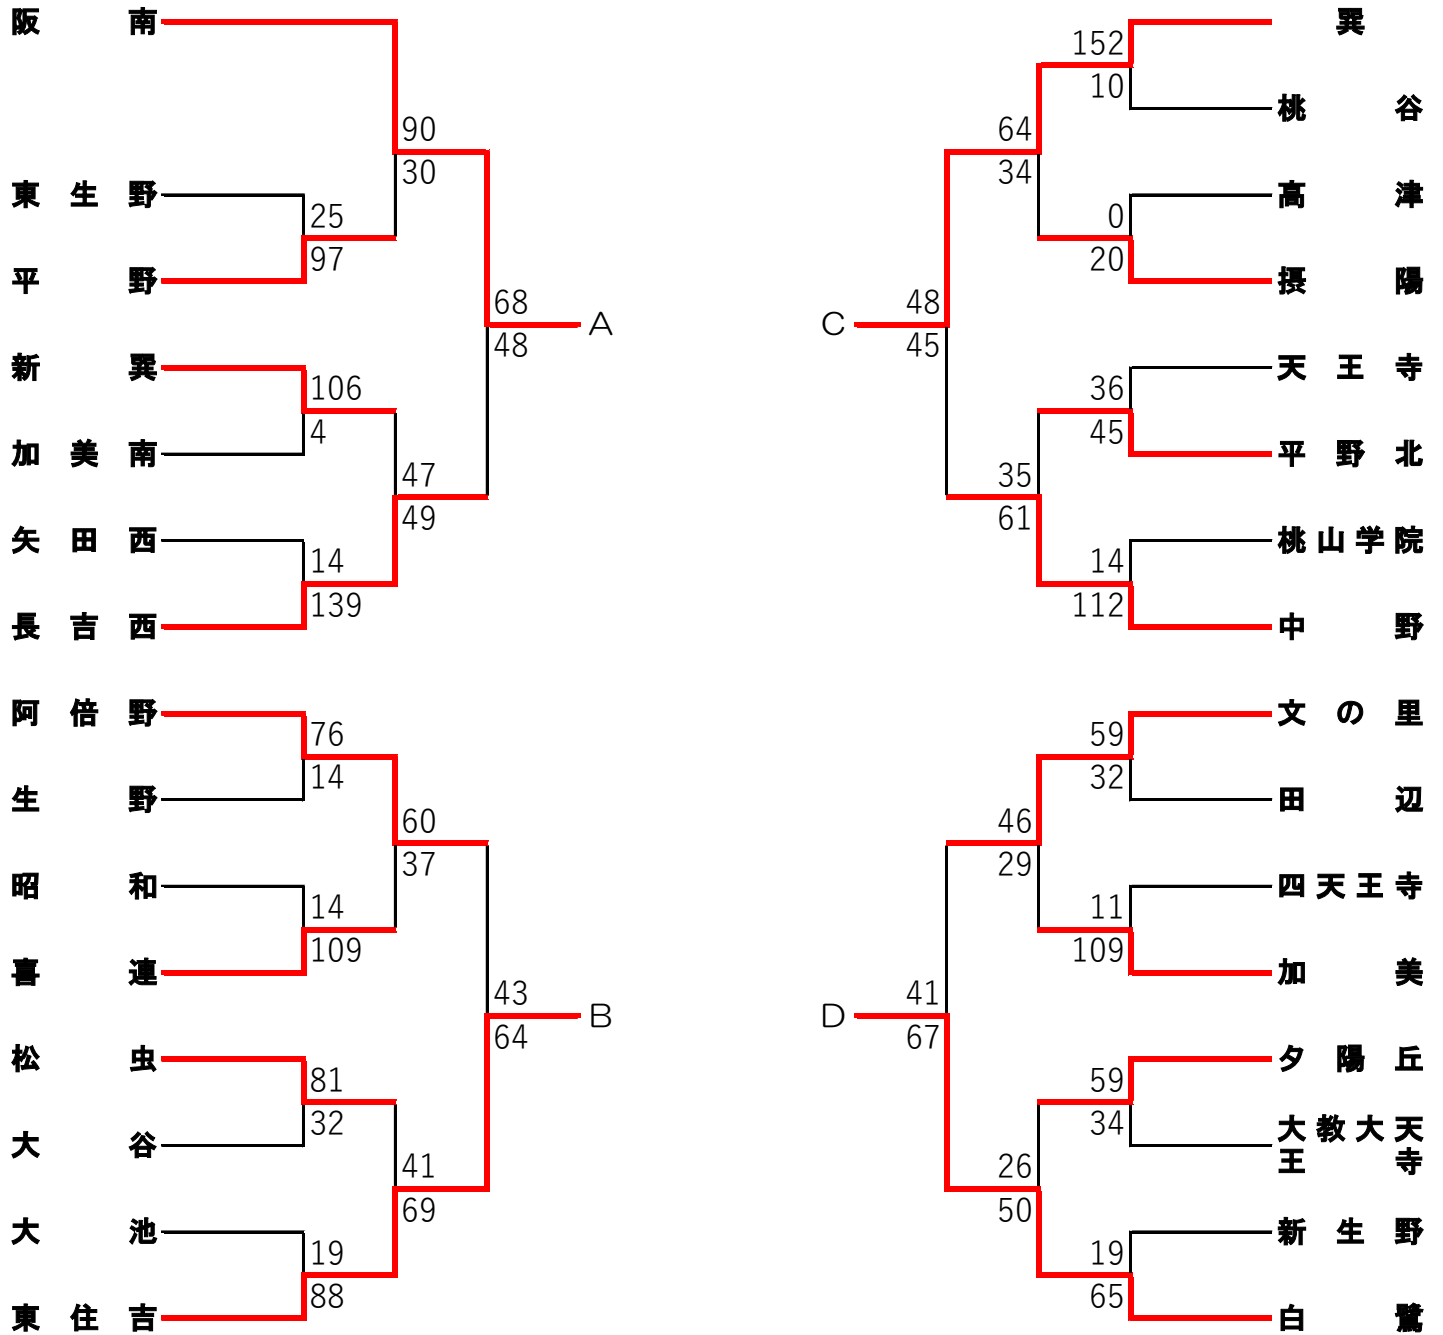 阪南
90
30
東生野
25
97
平野
68
48
A
新巽
106
4
加美南
47
49
矢田西
14
139
長吉西
阿倍野
76
14
生野
60
37
昭和
14
109
喜連
43
64
B
松虫
81
32
大谷
41
69
大池
19
88
東住吉
巽
152
10
桃谷
64
34
高津
0
20
摂陽
C
48
45
天王寺
36
45
平野北
35
61
桃山学院
14
112
中野
文の里
59
32
田辺
46
29
四天王寺
11
109
加美
D
41
67
夕陽丘
59
34
大教大天
王寺
26
50
新生野
19
65
白鷺